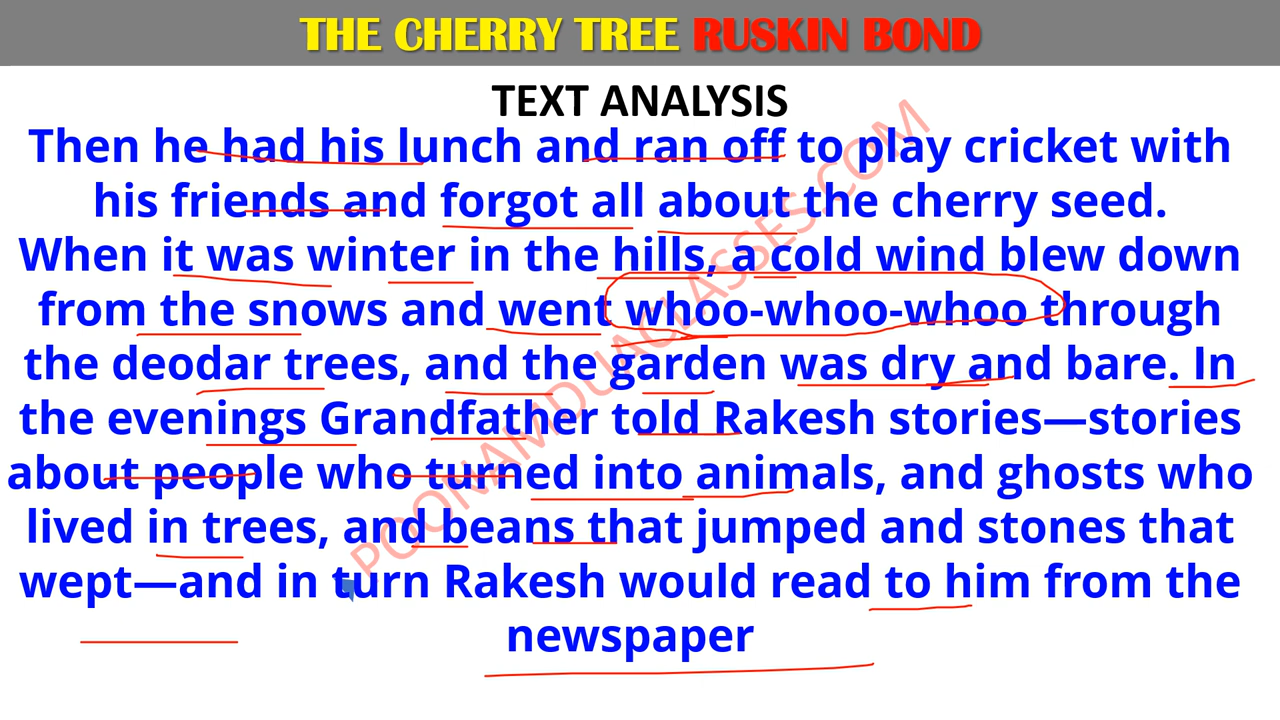 THE CHERRY TREE RUSKIN BOND
TEXT ANALYSIS
Then he had his lunch and ran off to play cricket with
his friends and forgot all about the cherry seed.
When it was winter in the hills, a cold wind blew down
from the snows and went whoo-whoo-whoo through
the deodar trees, and the garden was dry and bare. In
the evenings Grandfather told Rakesh stories—stories
about people who turned into animals, and ghosts who
lived in trees, and beans that jumped and stones that
wept—and in turn Rakesh would read to him from the
newspaper
POONAMDUACLASSES.COM